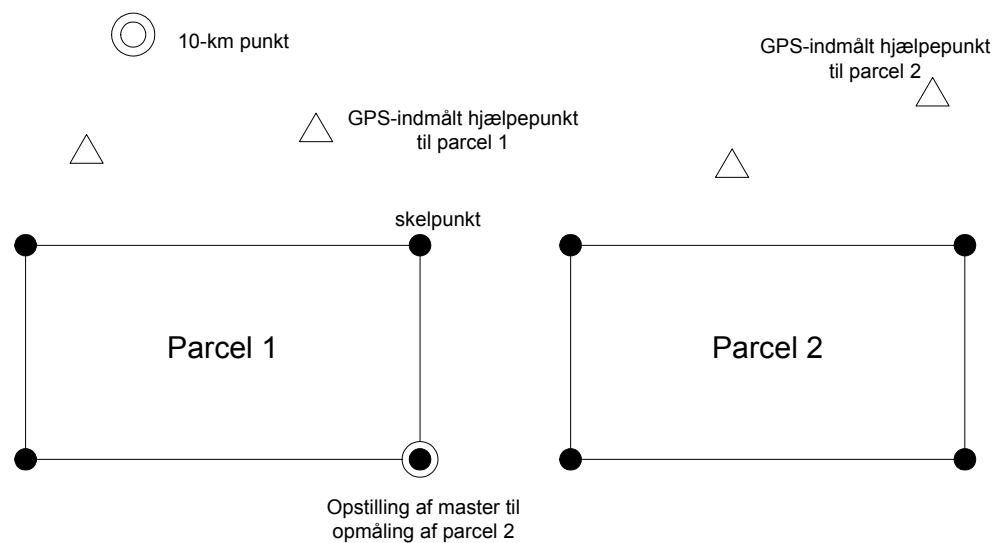 10-km punkt
GPS-indmålt hjælpepunkt
til parcel 2
GPS-indmålt hjælpepunkt
til parcel 1
skelpunkt
Parcel 1
Parcel 2
Opstilling af master til
opmåling af parcel 2